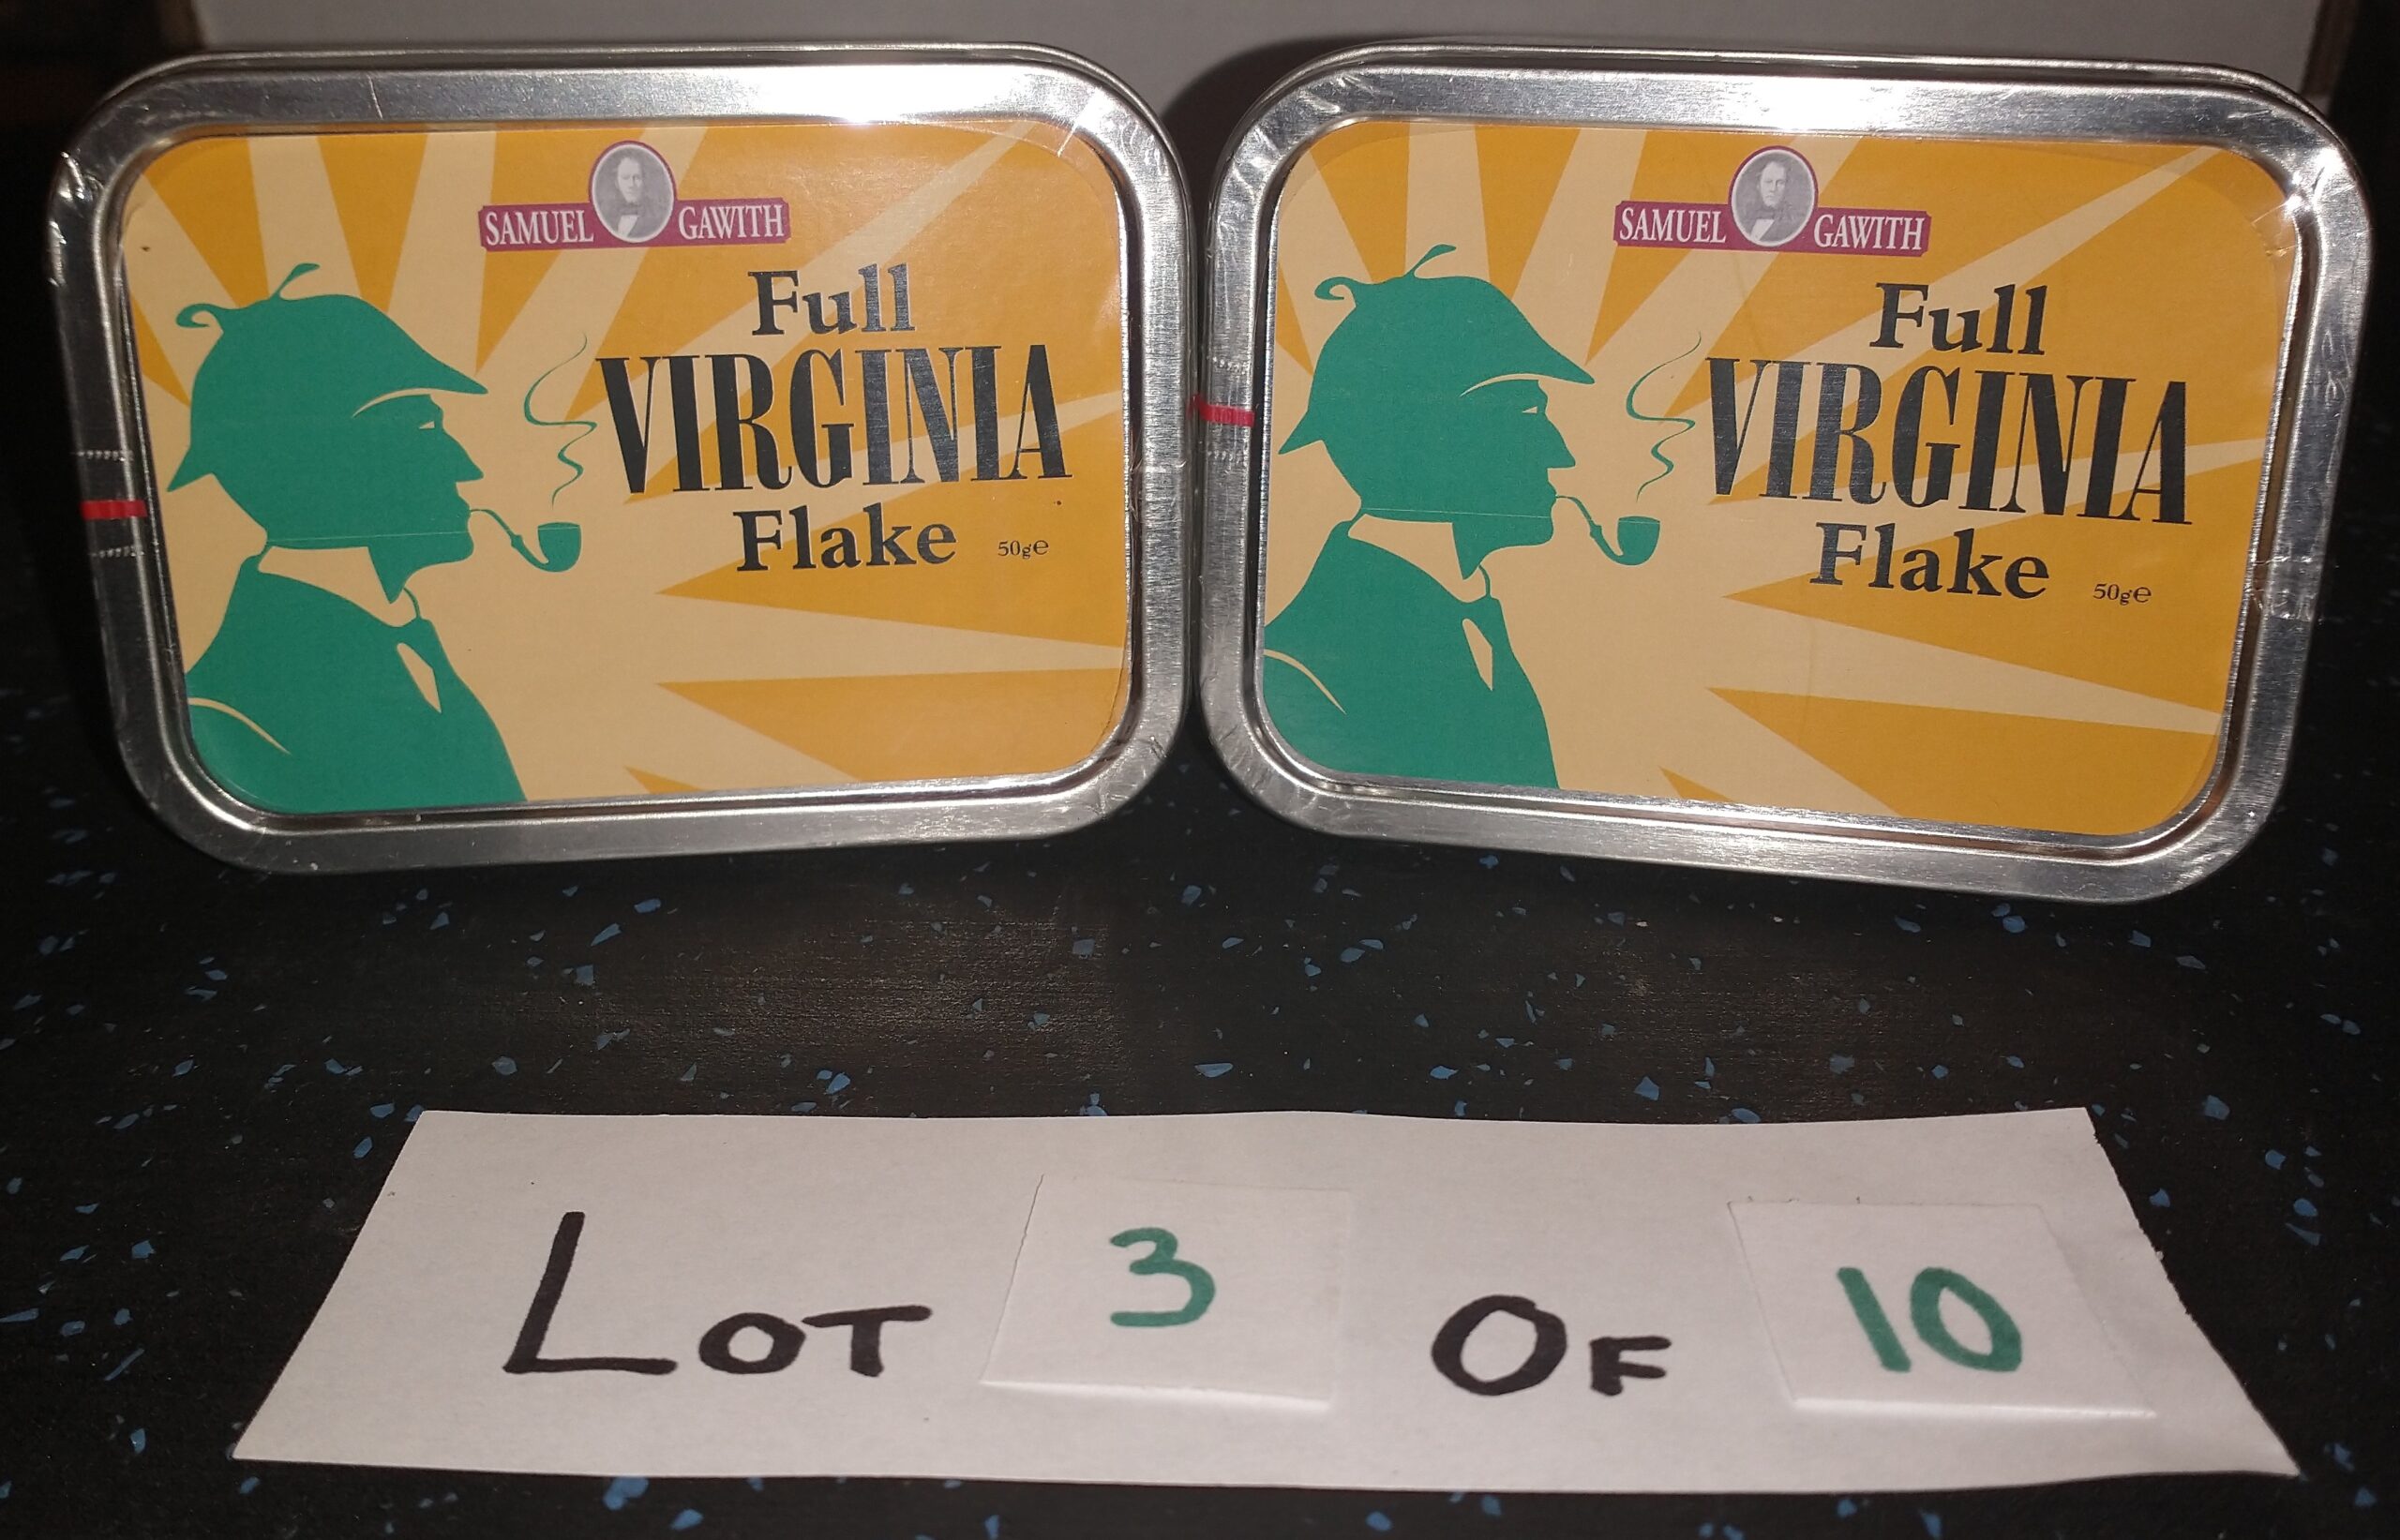 SAMUEL GAWITH
Full
VIRGINIA
Flake 50g℮
SAMUEL GAWITH
Full
VIRGINIA
Flake 50g℮
LOT 3 OF 10